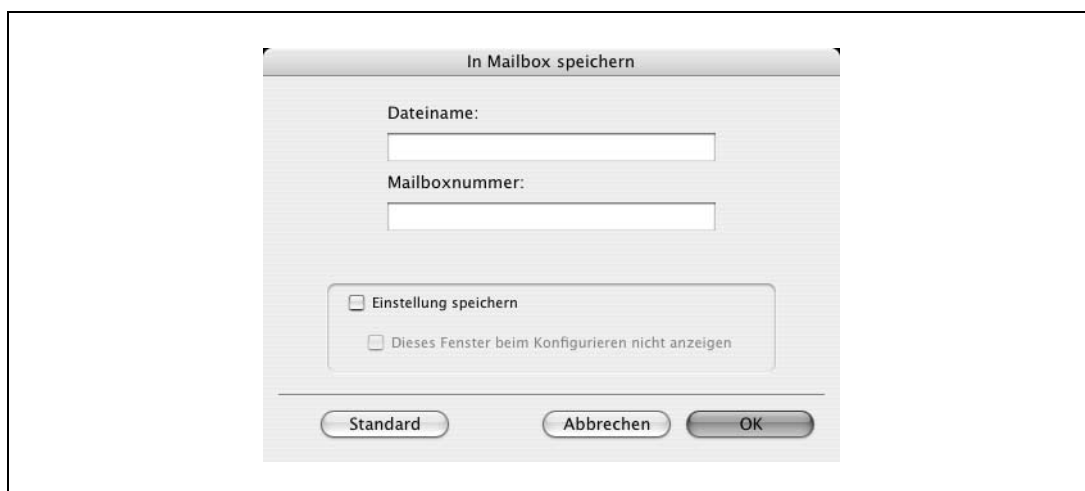 In Mailbox speichern
Dateiname:
Mailboxnummer:
Einstellung speichern
Dieses Fenster beim Konfigurieren nicht anzeigen
Standard Abbrechen OK